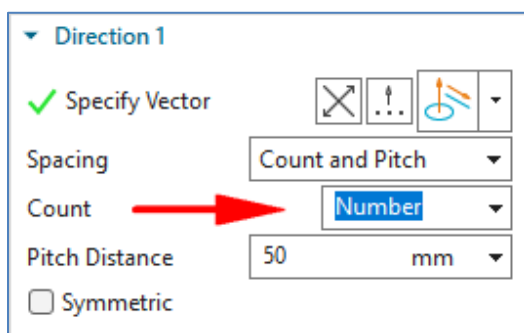 Direction 1
Specify Vector
Spacing Count and Pitch
Count Number
Pitch Distance 50 mm
Symmetric